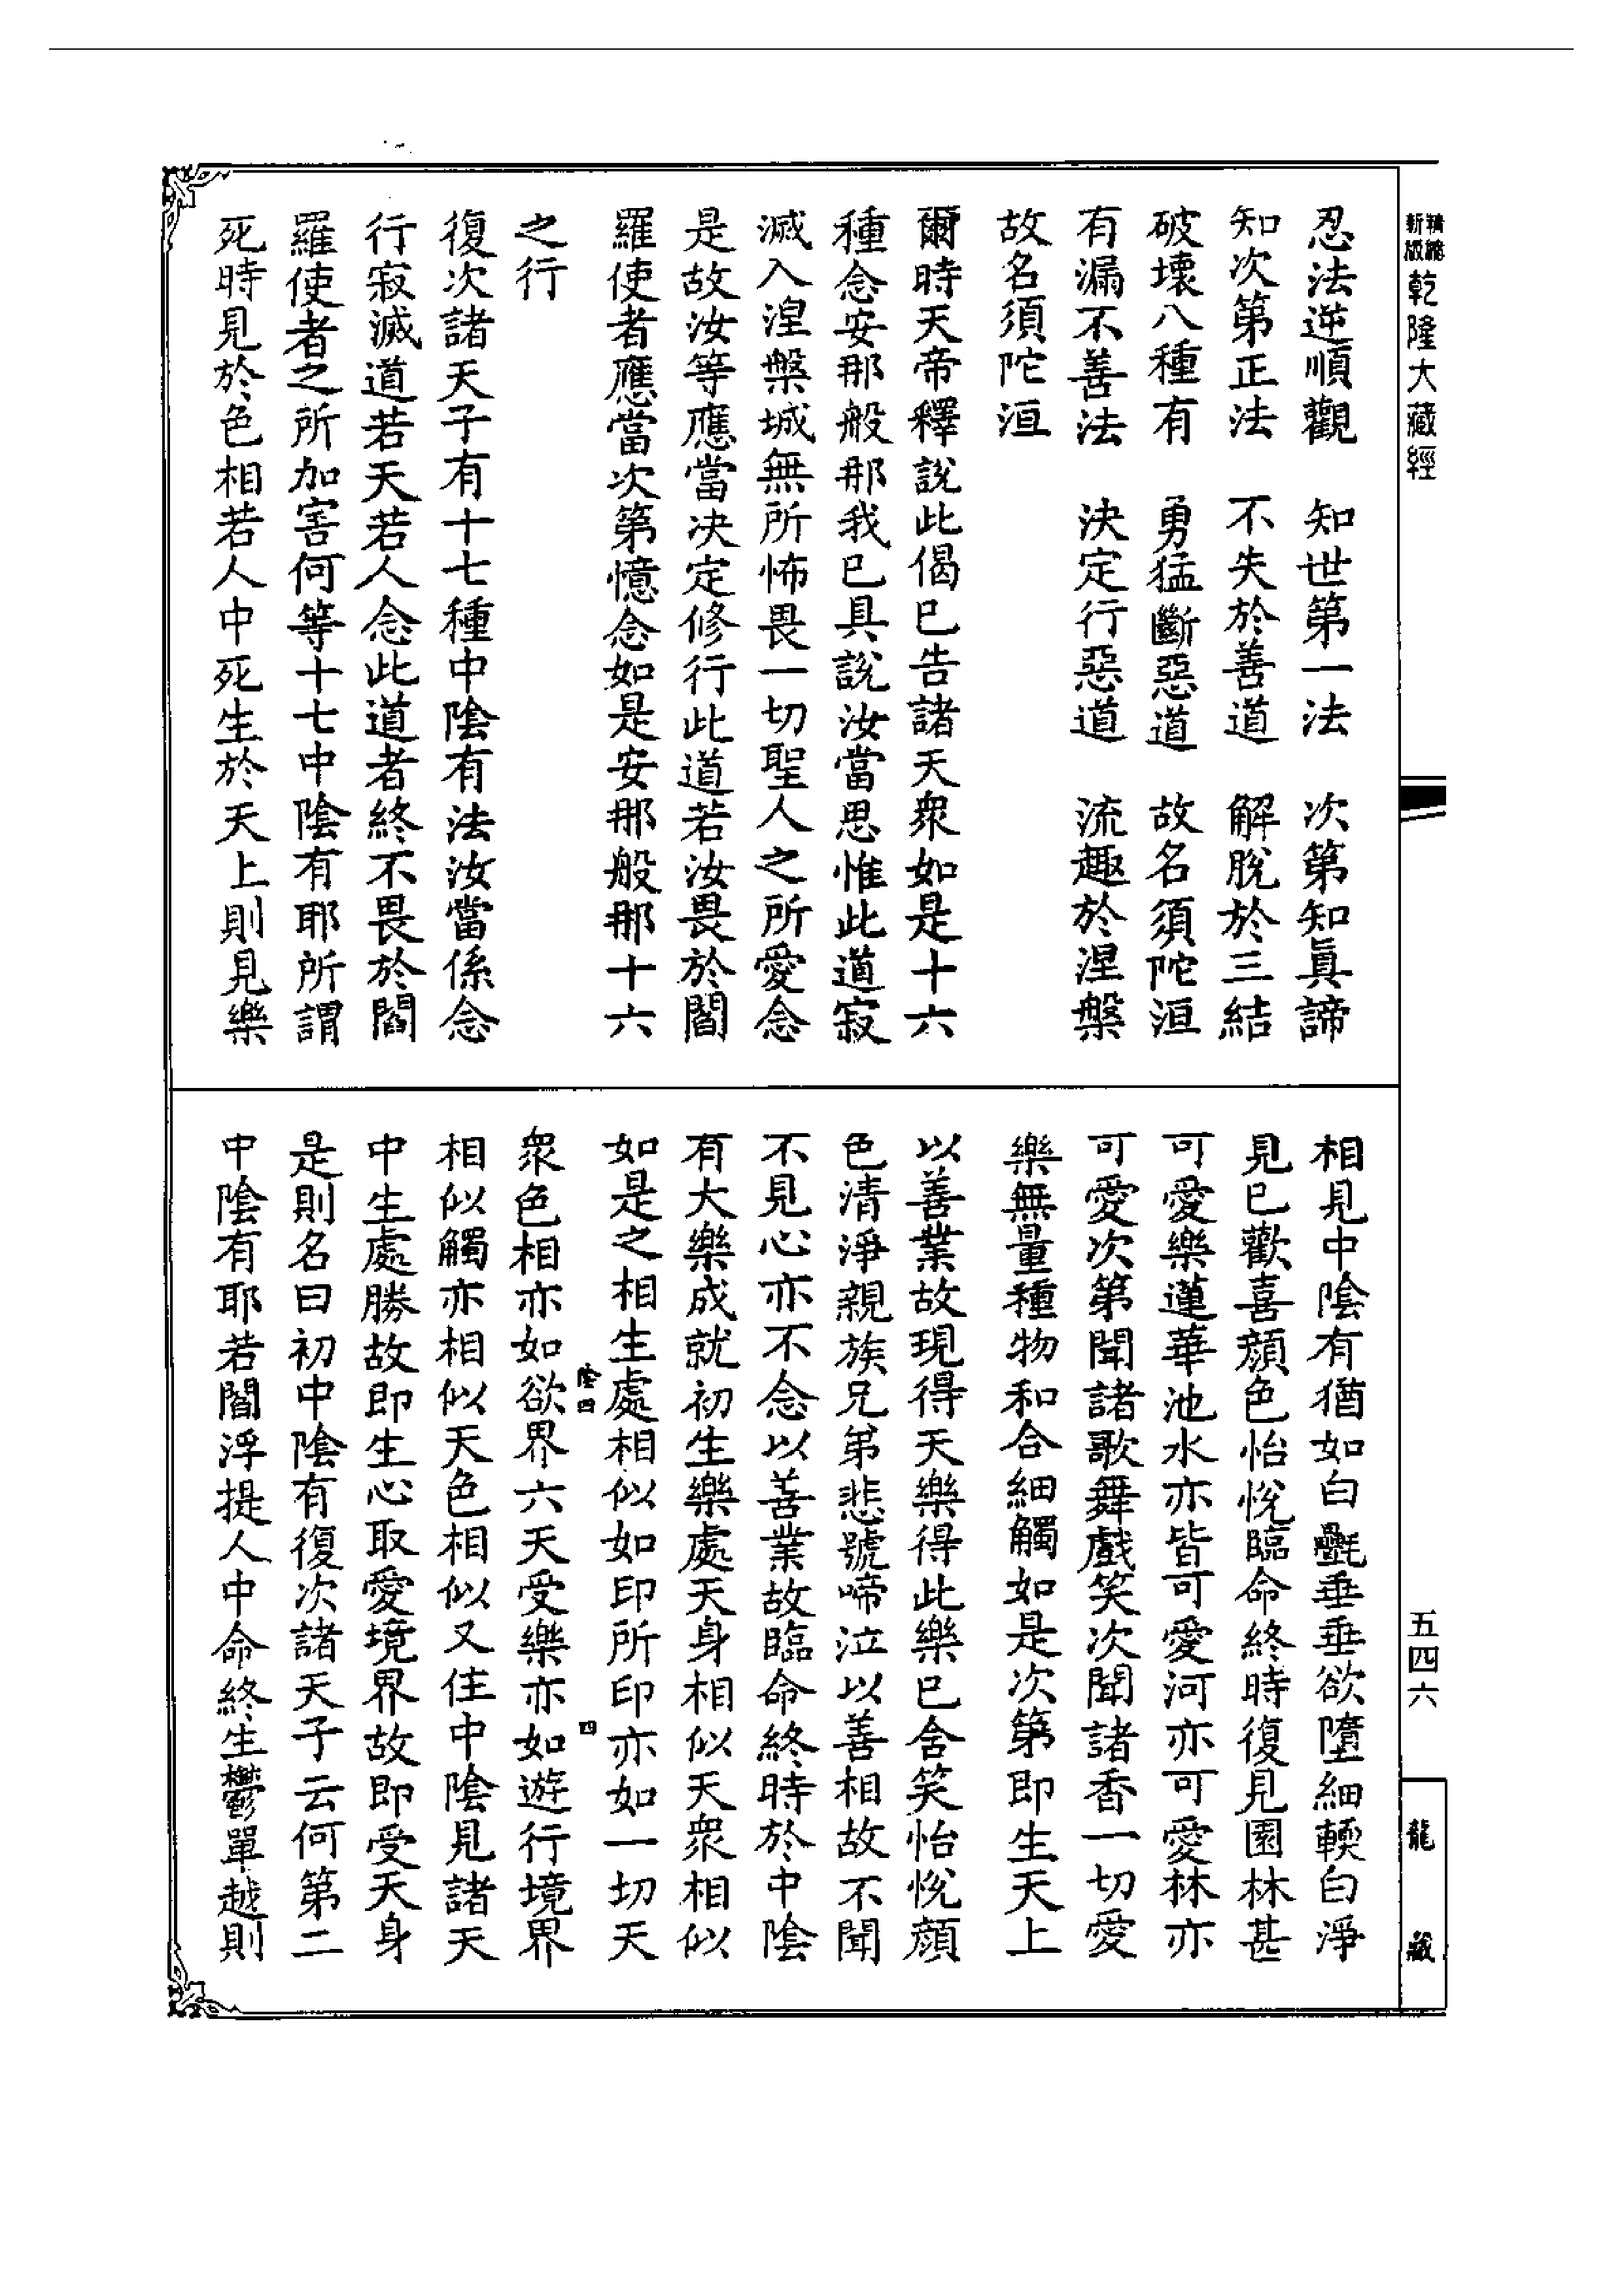 新版精縮乾隆大藏經
五四六
龍藏
忍法逆順觀　知世第一法　次第知眞諦
知次第正法　不失於善道　解脫於三結
破壞八種有　勇猛斷惡道　故名須陀洹
有漏不善法　決定行惡道　流趣於涅槃
故名須陀洹
爾時天帝釋說此偈已告諸天衆如是十六
種念安那般那我已具說汝當思惟此道寂
滅入涅槃城無所怖畏一切聖人之所愛念
是故汝等應當決定修行此道若汝畏於閻
羅使者應當次第憶念如是安那般那十六
之行
復次諸天子有十七種中陰有法汝當係念
行寂滅道若天若人念此道者終不畏於閻
羅使者之所加害何等十七中陰有耶所謂
死時見於色相若人中死生於天上則見樂
相見中陰有猶如白㲲垂垂欲墮細輭白淨
見已歡喜顏色怡悅臨命終時復見園林甚
可愛樂蓮華池水亦皆可愛河亦可愛林亦
可愛次第聞諸歌舞戲笑次聞諸香一切愛
樂無量種物和合細觸如是次第即生天上
以善業故現得天樂得此樂已含笑怡悅顏
色清淨親族兄弟悲號啼泣以善相故不聞
不見心亦不念以善業故臨命終時於中陰
有大樂成就初生樂處天身相似天衆相似
如是之相生處相似如印所印亦如一切天
陰四
四
衆色相亦如欲界六天受樂亦如遊行境界
相似觸亦相似天色相似又住中陰見諸天
中生處勝故即生心取愛境界故即受天身
是則名曰初中陰有復次諸天子云何第二
中陰有耶若閻浮提人中命終生鬱單越則